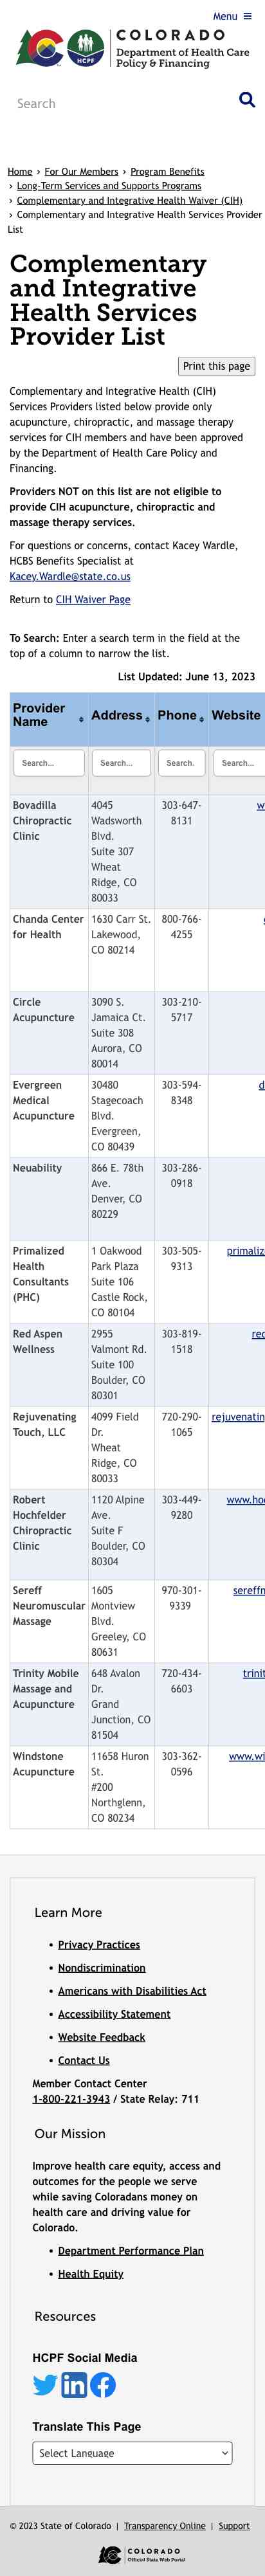 Menu
COLORADO
HCPF
Department of Health Care
Policy & Financing
Search
Home › For Our Members › Program Benefits
› Long-Term Services and Supports Programs
› Complementary and Integrative Health Waiver (CIH)
› Complementary and Integrative Health Services Provider
List
Complementary
and Integrative
Health Services
Provider List
Print this page
Complementary and Integrative Health (CIH)
Services Providers listed below provide only
acupuncture, chiropractic, and massage therapy
services for CIH members and have been approved
by the Department of Health Care Policy and
Financing.
Providers NOT on this list are not eligible to
provide CIH acupuncture, chiropractic and
massage therapy services.
For questions or concerns, contact Kacey Wardle,
HCBS Benefits Specialist at
Kacey.Wardle@state.co.us
Return to CIH Waiver Page
To Search: Enter a search term in the field at the
top of a column to narrow the list.
List Updated: June 13, 2023
Provider
Name
Address
Phone
Website
Search...
Search...
Search.
Search...
Bovadilla
Chiropractic
Clinic
4045
Wadsworth
Blvd.
Suite 307
Wheat
Ridge, CO
80033
303-647-
8131
w
Chanda Center
for Health
1630 Carr St.
Lakewood,
CO 80214
800-766-
4255
Circle
Acupuncture
3090 S.
Jamaica Ct.
Suite 308
Aurora, CO
80014
303-210-
5717
Evergreen
Medical
Acupuncture
30480
Stagecoach
Blvd.
Evergreen,
CO 80439
303-594-
8348
d
Neuability
866 E. 78th
Ave.
Denver, CO
80229
303-286-
0918
Primalized
Health
Consultants
(PHC)
1 Oakwood
Park Plaza
Suite 106
Castle Rock,
CO 80104
303-505-
9313
primaliz
Red Aspen
Wellness
2955
Valmont Rd.
Suite 100
Boulder, CO
80301
303-819-
1518
Rejuvenating
Touch, LLC
4099 Field
Dr.
Wheat
Ridge, CO
80033
720-290-
1065
rejuvenatin
Robert
Hochfelder
Chiropractic
Clinic
1120 Alpine
Ave.
Suite F
Boulder, CO
80304
303-449-
9280
www.ho
Sereff
Neuromuscular
Massage
1605
Montview
Blvd.
Greeley, CO
80631
970-301-
9339
sereff
Trinity Mobile
Massage and
Acupuncture
648 Avalon
Dr.
Grand
Junction, CO
81504
720-434-
6603
trinit
Windstone
Acupuncture
11658 Huron
St.
#200
Northglenn,
CO 80234
303-362-
0596
www.wi
Learn More
• Privacy Practices
• Nondiscrimination
• Americans with Disabilities Act
• Accessibility Statement
• Website Feedback
• Contact Us
Member Contact Center
1-800-221-3943 / State Relay: 711
Our Mission
Improve health care equity, access and
outcomes for the people we serve
while saving Coloradans money on
health care and driving value for
Colorado.
• Department Performance Plan
• Health Equity
Resources
HCPF Social Media
Translate This Page
Select Language
© 2023 State of Colorado | Transparency Online | Support
COLORADO
Official State Web Portal